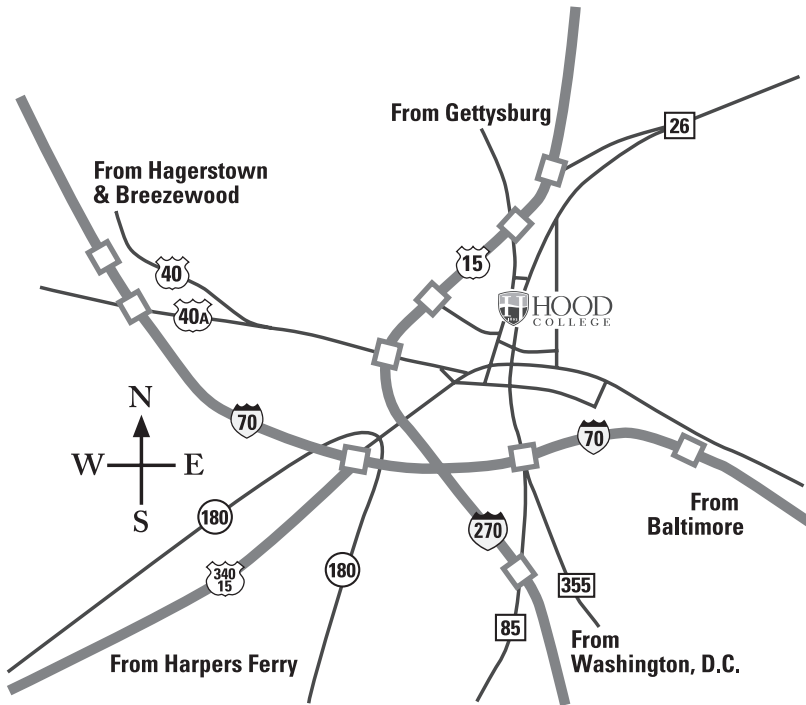 From Gettysburg
26
From Hagerstown
& Breezewood
15
40
40A
HOOD
COLLEGE
N
W E
S
70
70
From
Baltimore
180
270
340
15
180
355
85
From
Washington, D.C.
From Harpers Ferry